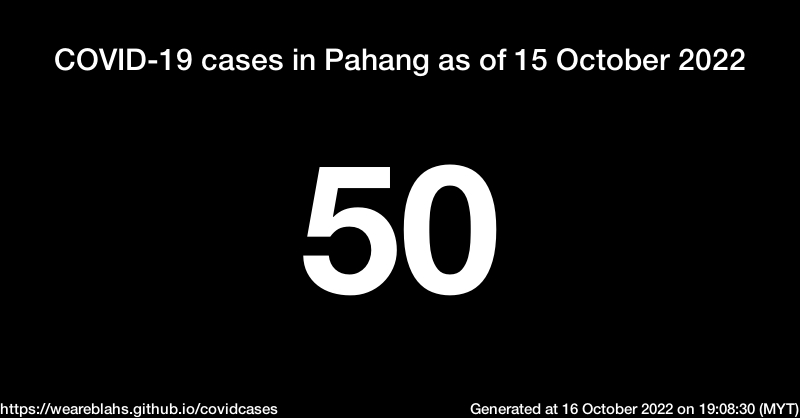 COVID-19 cases in Pahang as of 15 October 2022
50
https://weareblahs.github.io/covidcases
Generated at 16 October 2022 on 19:08:30 (MYT)